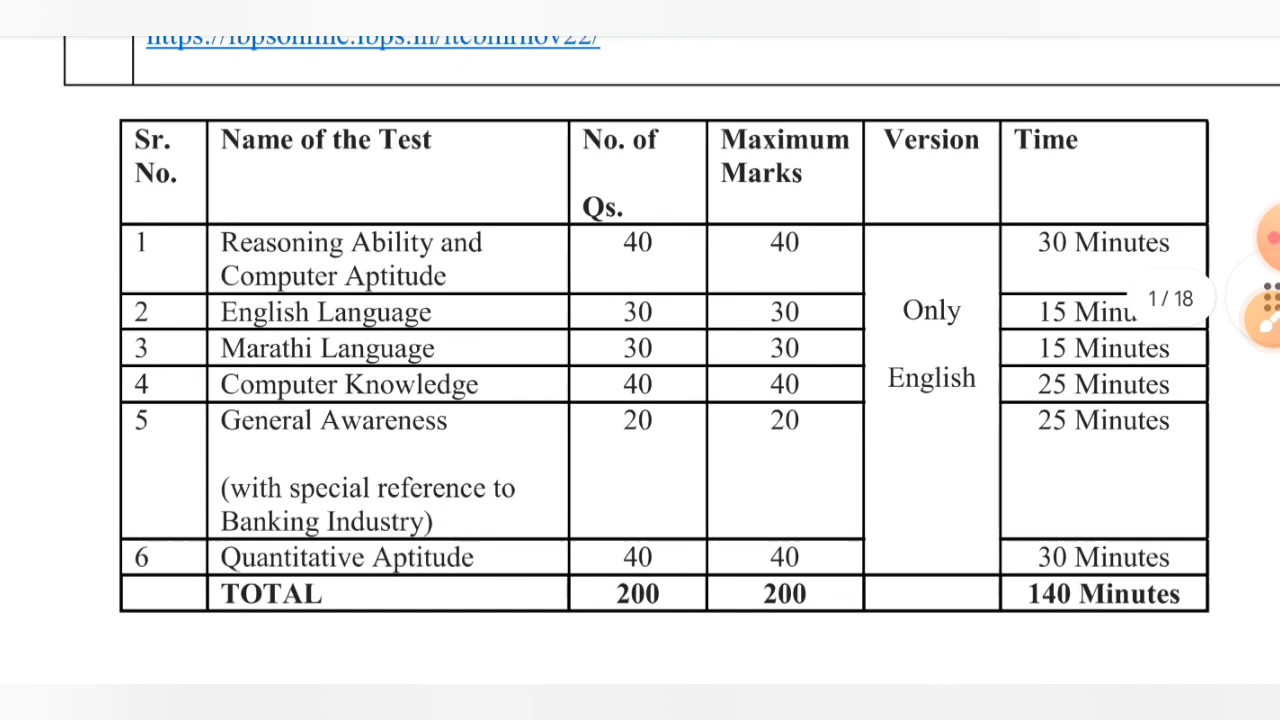 Sr. Name of the Test No. of Maximum Version Time
No. Marks
Qs.
1 Reasoning Ability and 40 40 30 Minutes
Computer Aptitude
2 English Language 30 30 Only 15
1 / 18
3 Marathi Language 30 30 15 Minutes
4 Computer Knowledge 40 40 English 25 Minutes
5 General Awareness 20 20 25 Minutes
(with special reference to
Banking Industry)
6 Quantitative Aptitude 40 40 30 Minutes
TOTAL 200 200 140 Minutes